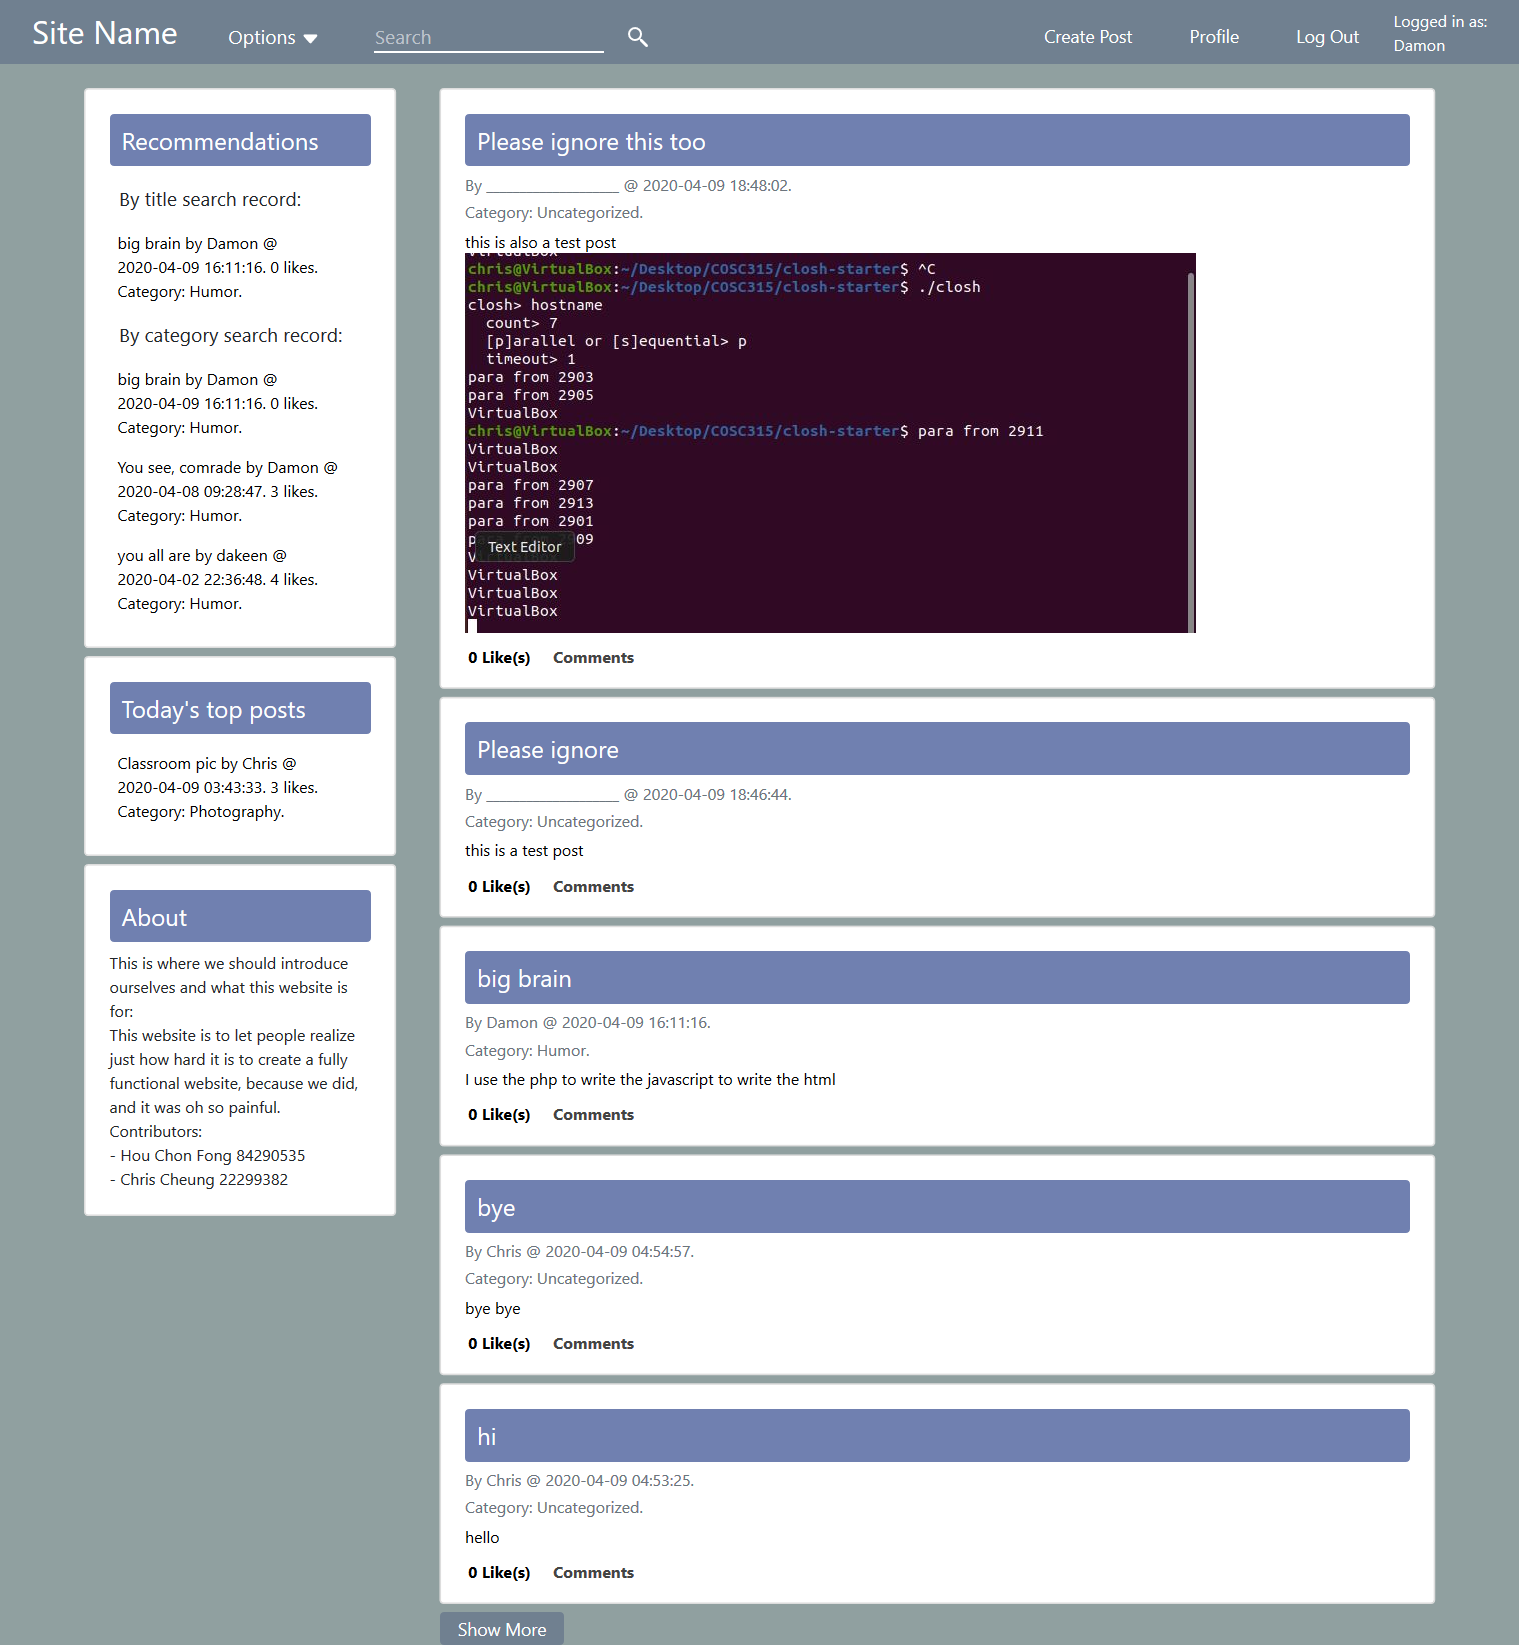 Site Name
Options
Search
Create Post
Profile
Log Out
Logged in as:
Damon
Recommendations
By title search record:
big brain by Damon @
2020-04-09 16:11:16. 0 likes.
Category: Humor.
By category search record:
big brain by Damon @
2020-04-09 16:11:16. 0 likes.
Category: Humor.
You see, comrade by Damon @
2020-04-08 09:28:47. 3 likes.
Category: Humor.
you all are by dakeen @
2020-04-02 22:36:48. 4 likes.
Category: Humor.
Today's top posts
Classroom pic by Chris @
2020-04-09 03:43:33. 3 likes.
Category: Photography.
About
This is where we should introduce
ourselves and what this website is
for:
This website is to let people realize
just how hard it is to create a fully
functional website, because we did,
and it was oh so painful.
Contributors:
- Hou Chon Fong 84290535
- Chris Cheung 22299382
Please ignore this too
By ___________________ @ 2020-04-09 18:48:02.
Category: Uncategorized.
this is also a test post
VirtualBox
chris@VirtualBox:~/Desktop/COSC315/closh-starter$ ^C
chris@VirtualBox:~/Desktop/COSC315/closh-starter$ ./closh
closh> hostname
count> 7
[p]arallel or [s]equential> p
timeout> 1
para from 2903
para from 2905
VirtualBox
chris@VirtualBox:~/Desktop/COSC315/closh-starter$ para from 2911
VirtualBox
VirtualBox
para from 2907
para from 2913
para from 2901
para from 2909
Text Editor
VirtualBox
VirtualBox
VirtualBox
VirtualBox
0 Like(s) Comments
Please ignore
By ___________________ @ 2020-04-09 18:46:44.
Category: Uncategorized.
this is a test post
0 Like(s) Comments
big brain
By Damon @ 2020-04-09 16:11:16.
Category: Humor.
I use the php to write the javascript to write the html
0 Like(s) Comments
bye
By Chris @ 2020-04-09 04:54:57.
Category: Uncategorized.
bye bye
0 Like(s) Comments
hi
By Chris @ 2020-04-09 04:53:25.
Category: Uncategorized.
hello
0 Like(s) Comments
Show More